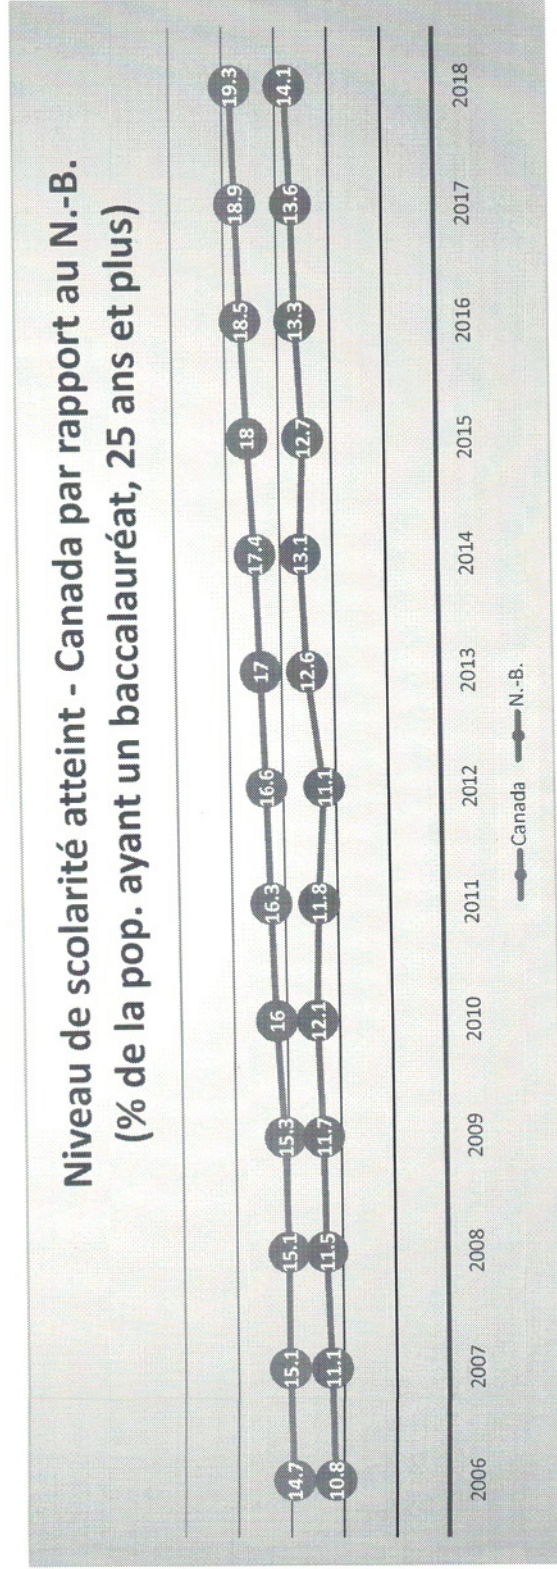 Niveau de scolarité atteint - Canada par rapport au N.-B.
(% de la pop. ayant un baccalauréat, 25 ans et plus)
14.7 15.1 15.1 15.3 16 16.3 16.6 17 17.4 18 18.5 18.9 19.3
10.8 11.1 11.5 11.7 12.1 11.8 11.1 12.6 13.1 12.7 13.3 13.6 14.1
2006 2007 2008 2009 2010 2011 2012 2013 2014 2015 2016 2017 2018
Canada N.-B.